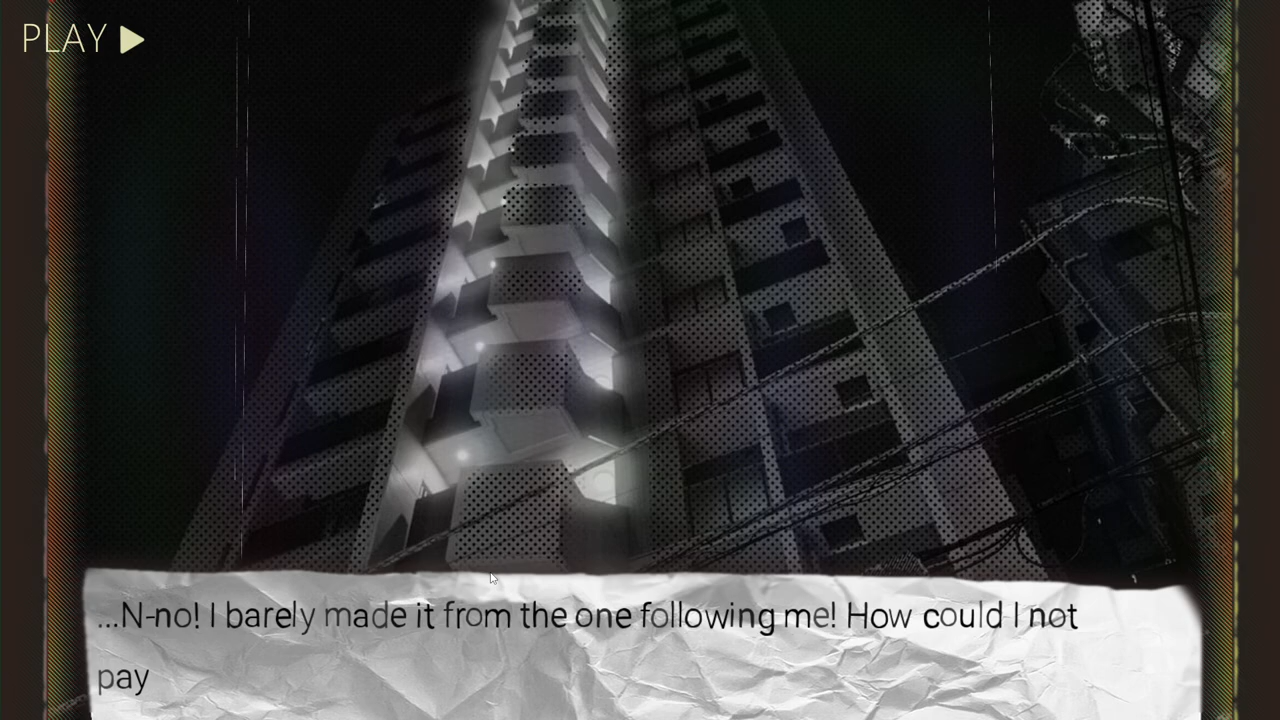 PLAY
...N-no! I barely made it from the one following me! How could I not
pay